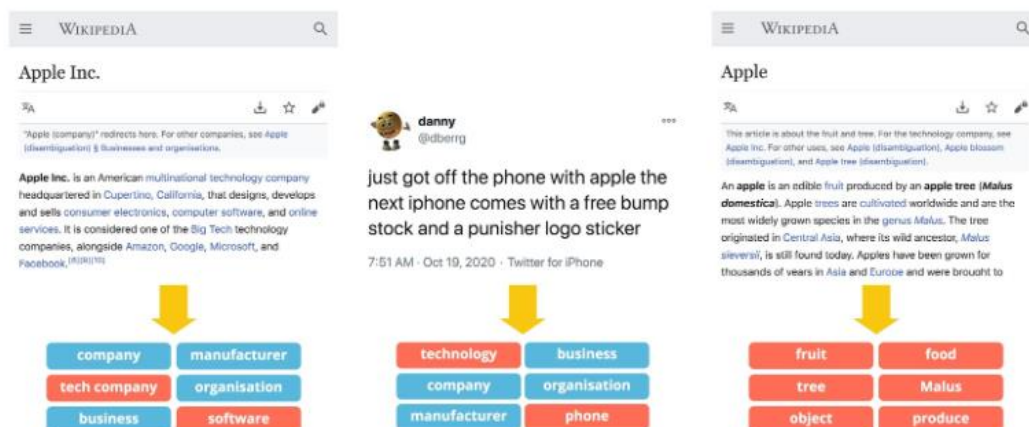 WIKIPEDIA
Apple Inc.
"Apple (company)" redirects here. For other companies, see Apple
(disambiguation) § Businesses and organisations.
Apple Inc. is an American multinational technology company
headquartered in Cupertino, California, that designs, develops
and sells consumer electronics, computer software, and online
services. It is considered one of the Big Tech technology
companies, alongside Amazon, Google, Microsoft, and
Facebook.[8][9][10]
company manufacturer
tech company organisation
business software
danny
@dberrg
just got off the phone with apple the
next iphone comes with a free bump
stock and a punisher logo sticker
7:51 AM · Oct 19, 2020 · Twitter for iPhone
technology business
company organisation
manufacturer phone
WIKIPEDIA
Apple
This article is about the fruit and tree. For the technology company, see
Apple Inc. For other uses, see Apple (disambiguation), Apple blossom
(disambiguation), and Apple tree (disambiguation).
An apple is an edible fruit produced by an apple tree (Malus
domestica). Apple trees are cultivated worldwide and are the
most widely grown species in the genus Malus. The tree
originated in Central Asia, where its wild ancestor, Malus
sieversii, is still found today. Apples have been grown for
thousands of years in Asia and Europe and were brought to
fruit food
tree Malus
object produce